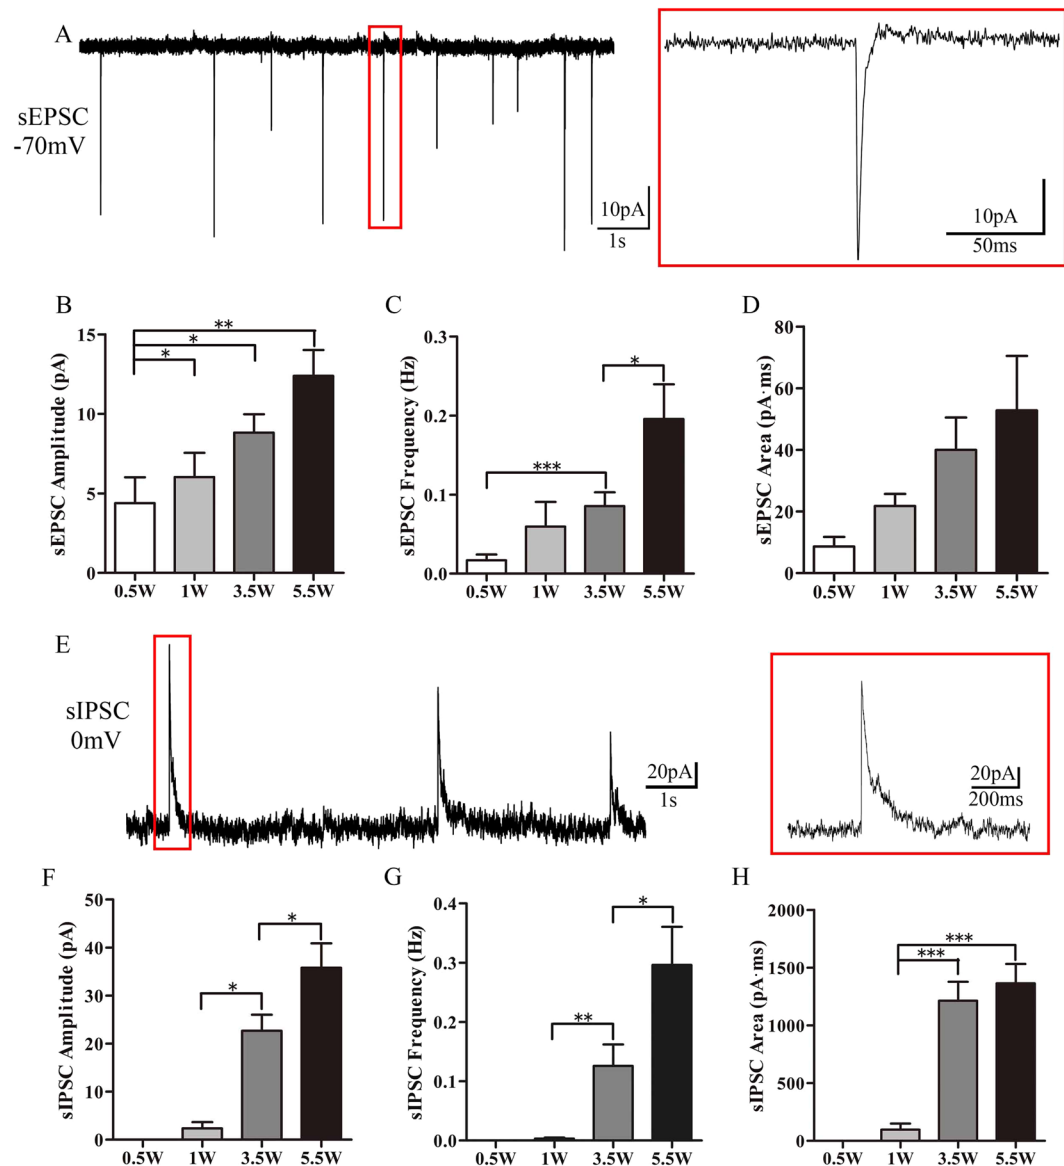 A
sEPSC
-70mV
10pA
1s
10pA
50ms
B
sEPSC Amplitude (pA)
15
10
5
0
**
*
*
0.5W 1W 3.5W 5.5W
C
sEPSC Frequency (Hz)
0.3
0.2
0.1
0.0
*
***
0.5W 1W 3.5W 5.5W
D
sEPSC Area (pA·ms)
80
60
40
20
0
0.5W 1W 3.5W 5.5W
E
sIPSC
0mV
20pA
1s
20pA
200ms
F
sIPSC Amplitude (pA)
50
40
30
20
10
0
*
*
0.5W 1W 3.5W 5.5W
G
sIPSC Frequency (Hz)
0.4
0.3
0.2
0.1
0.0
*
**
0.5W 1W 3.5W 5.5W
H
sIPSC Area (pA·ms)
2000
1500
1000
500
0
***
***
0.5W 1W 3.5W 5.5W